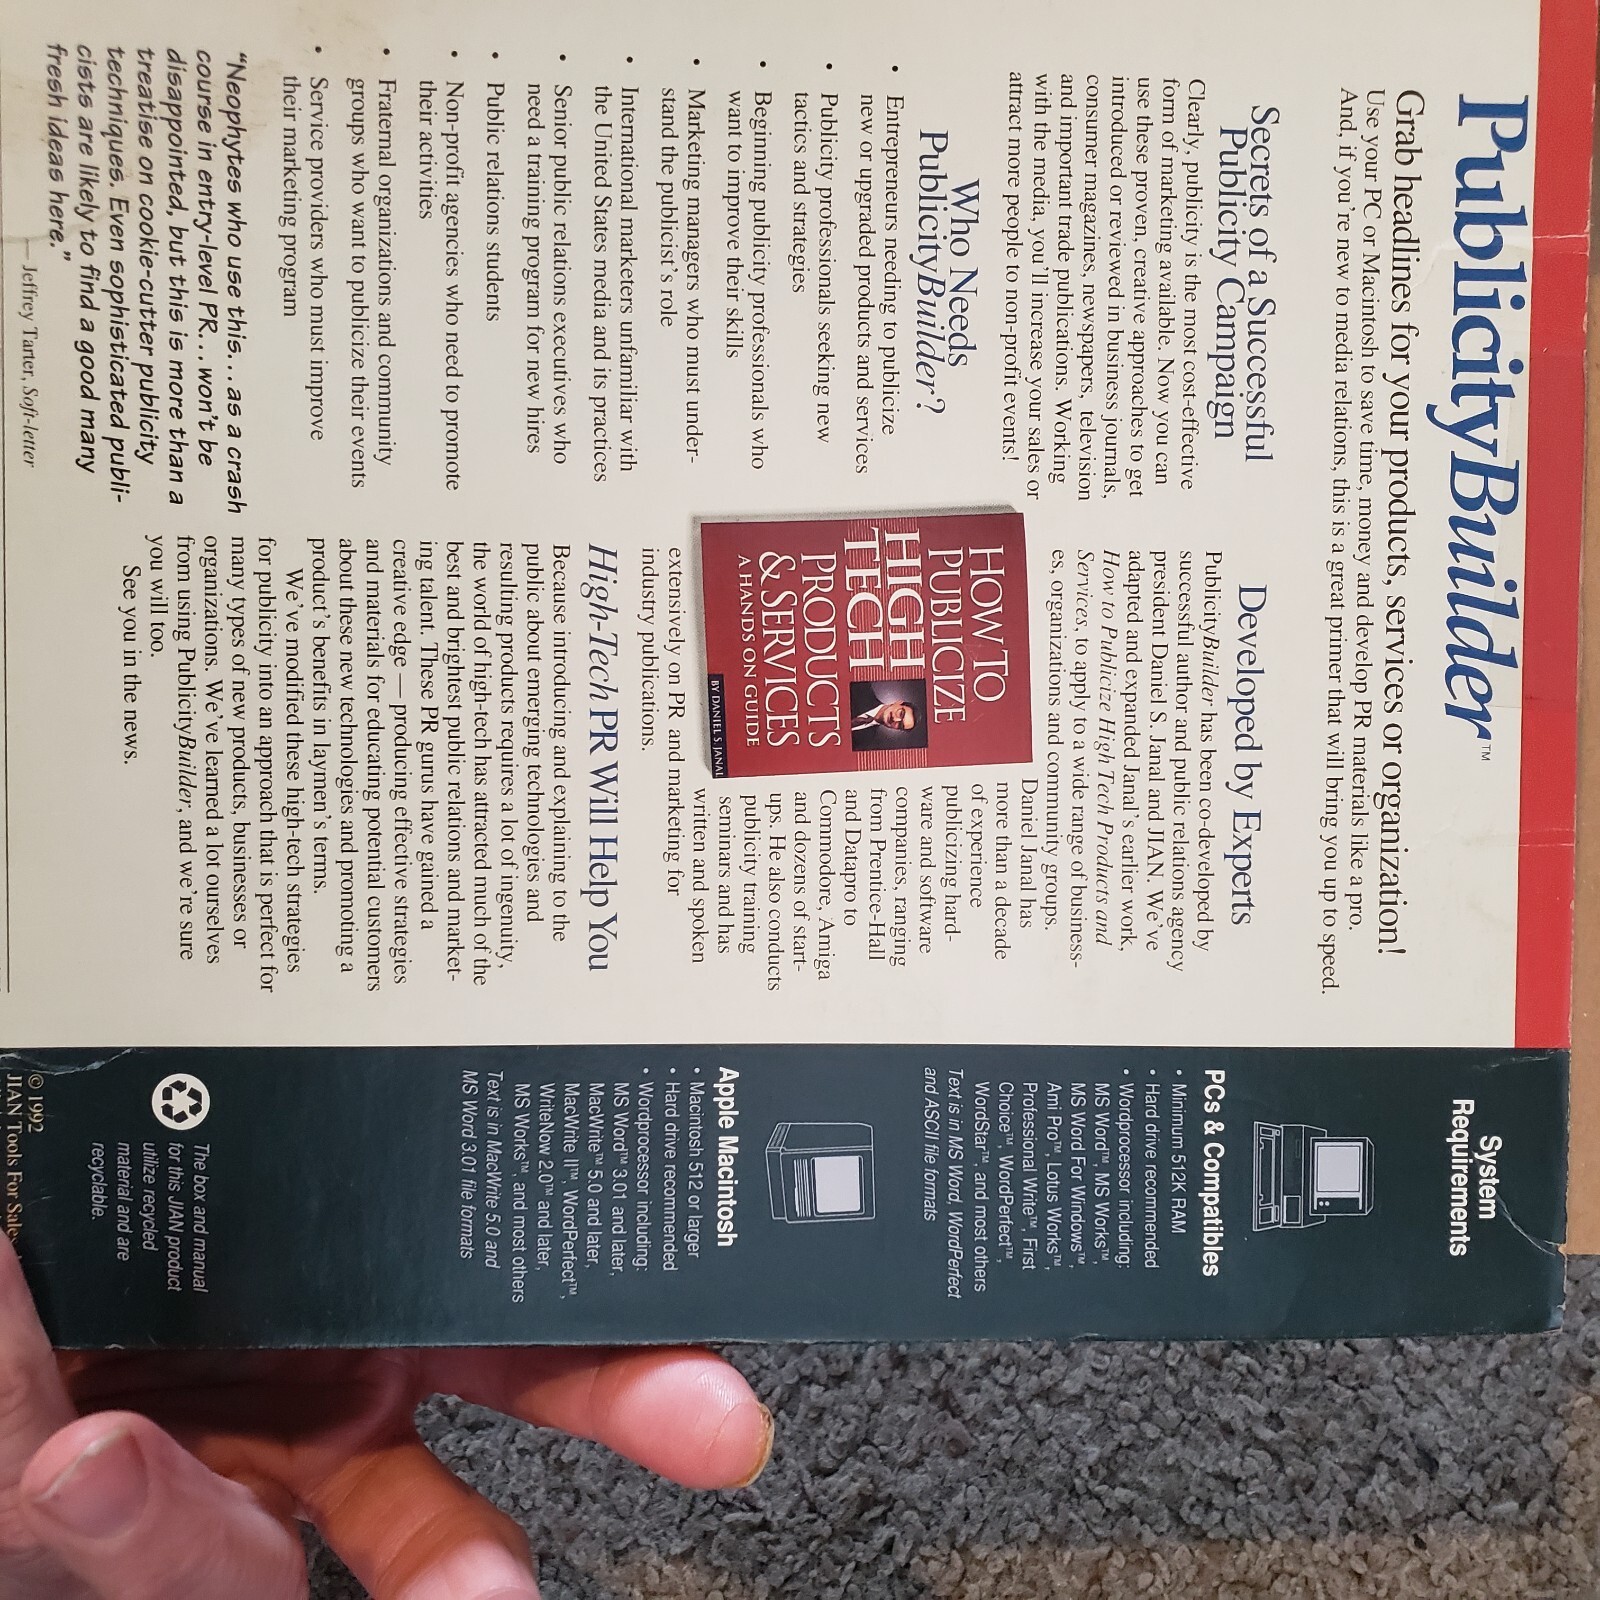 PublicityBuilder™
Grab headlines for your products, services or organization!
Use your PC or Macintosh to save time, money and develop PR materials like a pro.
And, if you're new to media relations, this is a great primer that will bring you up to speed.
Secrets of a Successful
Publicity Campaign
Clearly, publicity is the most cost-effective
form of marketing available. Now you can
use these proven, creative approaches to get
introduced or reviewed in business journals,
consumer magazines, newspapers, television
and important trade publications. Working
with the media, you'll increase your sales or
attract more people to non-profit events!
Who Needs
PublicityBuilder?
• Entrepreneurs needing to publicize
new or upgraded products and services
• Publicity professionals seeking new
tactics and strategies
• Beginning publicity professionals who
want to improve their skills
• Marketing managers who must under-
stand the publicist's role
• International marketers unfamiliar with
the United States media and its practices
• Senior public relations executives who
need a training program for new hires
• Public relations students
• Non-profit agencies who need to promote
their activities
• Fraternal organizations and community
groups who want to publicize their events
• Service providers who must improve
their marketing program
"Neophytes who use this...as a crash
course in entry-level PR...won't be
disappointed, but this is more than a
treatise on cookie-cutter publicity
techniques. Even sophisticated publi-
cists are likely to find a good many
fresh ideas here."
— Jeffrey Tarter, Soft-letter
Developed by Experts
PublicityBuilder has been co-developed by
successful author and public relations agency
president Daniel S. Janal and JIAN. We've
adapted and expanded Janal's earlier work,
How to Publicize High Tech Products and
Services, to apply to a wide range of business-
es, organizations and community groups.
HOW TO
PUBLICIZE
HIGH
TECH
PRODUCTS
& SERVICES
A HANDS ON GUIDE
BY DANIEL S. JANAL
Daniel Janal has
more than a decade
of experience
publicizing hard-
ware and software
companies, ranging
from Prentice-Hall
and Datapro to
Commodore, Amiga
and dozens of start-
ups. He also conducts
publicity training
seminars and has
written and spoken
extensively on PR and marketing for
industry publications.
High-Tech PR Will Help You
Because introducing and explaining to the
public about emerging technologies and
resulting products requires a lot of ingenuity,
the world of high-tech has attracted much of the
best and brightest public relations and market-
ing talent. These PR gurus have gained a
creative edge — producing effective strategies
and materials for educating potential customers
about these new technologies and promoting a
product's benefits in laymen's terms.
We've modified these high-tech strategies
for publicity into an approach that is perfect for
many types of new products, businesses or
organizations. We've learned a lot ourselves
from using PublicityBuilder, and we're sure
you will too.
See you in the news.
System
Requirements
PCs & Compatibles
• Minimum 512K RAM
• Hard drive recommended
• Wordprocessor including:
MS Word™, MS Works™,
MS Word For Windows™,
Ami Pro™, Lotus Works™,
Professional Write™, First
Choice™, WordPerfect™,
WordStar™, and most others
Text is in MS Word, WordPerfect
and ASCII file formats
Apple Macintosh
• Macintosh 512 or larger
• Hard drive recommended
• Wordprocessor including:
MS Word™ 3.01 and later,
MacWrite™ 5.0 and later,
MacWrite II™, WordPerfect™,
WriteNow 2.0™ and later,
MS Works™, and most others
Text is in MacWrite 5.0 and
MS Word 3.01 file formats
The box and manual
for this JIAN product
utilize recycled
material and are
recyclable.
© 1992
JIAN Tools For Sales